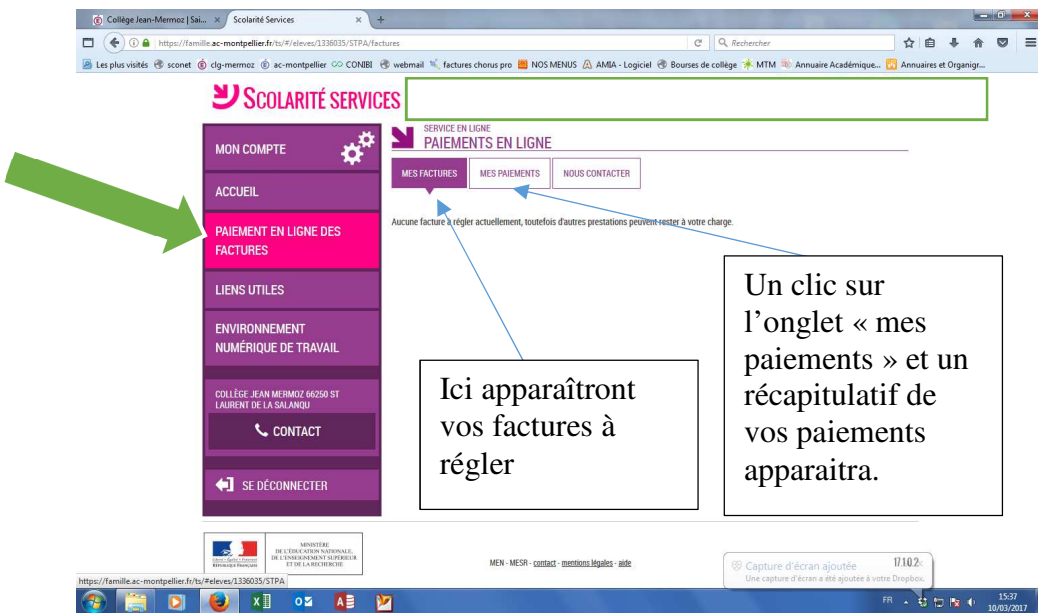 Collège Jean-Mermoz | Sai... × Scolarité Services × +
https://famille.ac-montpellier.fr/ts/#/eleves/1336035/STPA/factures
Rechercher
Les plus visités sconet clg-mermoz ac-montpellier CONIBI webmail factures chorus pro NOS MENUS AMIA - Logiciel Bourses de collège MTM Annuaire Académique... Annuaires et Organigr...
SCOLARITÉ SERVICES
SERVICE EN LIGNE
PAIEMENTS EN LIGNE
MES FACTURES MES PAIEMENTS NOUS CONTACTER
Aucune facture à régler actuellement, toutefois d'autres prestations peuvent rester à votre charge.
MON COMPTE
ACCUEIL
PAIEMENT EN LIGNE DES
FACTURES
LIENS UTILES
ENVIRONNEMENT
NUMÉRIQUE DE TRAVAIL
COLLÈGE JEAN MERMOZ 66250 ST
LAURENT DE LA SALANQU
CONTACT
SE DÉCONNECTER
Ici apparaîtront
vos factures à
régler
Un clic sur
l'onglet « mes
paiements » et un
récapitulatif de
vos paiements
apparaitra.
Liberté • Égalité • Fraternité
RÉPUBLIQUE FRANÇAISE
MINISTÈRE
DE L'ÉDUCATION NATIONALE,
DE L'ENSEIGNEMENT SUPÉRIEUR
ET DE LA RECHERCHE
MEN - MESR - contact - mentions légales - aide
Capture d'écran ajoutée
Une capture d'écran a été ajoutée à votre Dropbox.
https://famille.ac-montpellier.fr/ts/#eleves/1336035/STPA
FR
15:37
10/03/2017